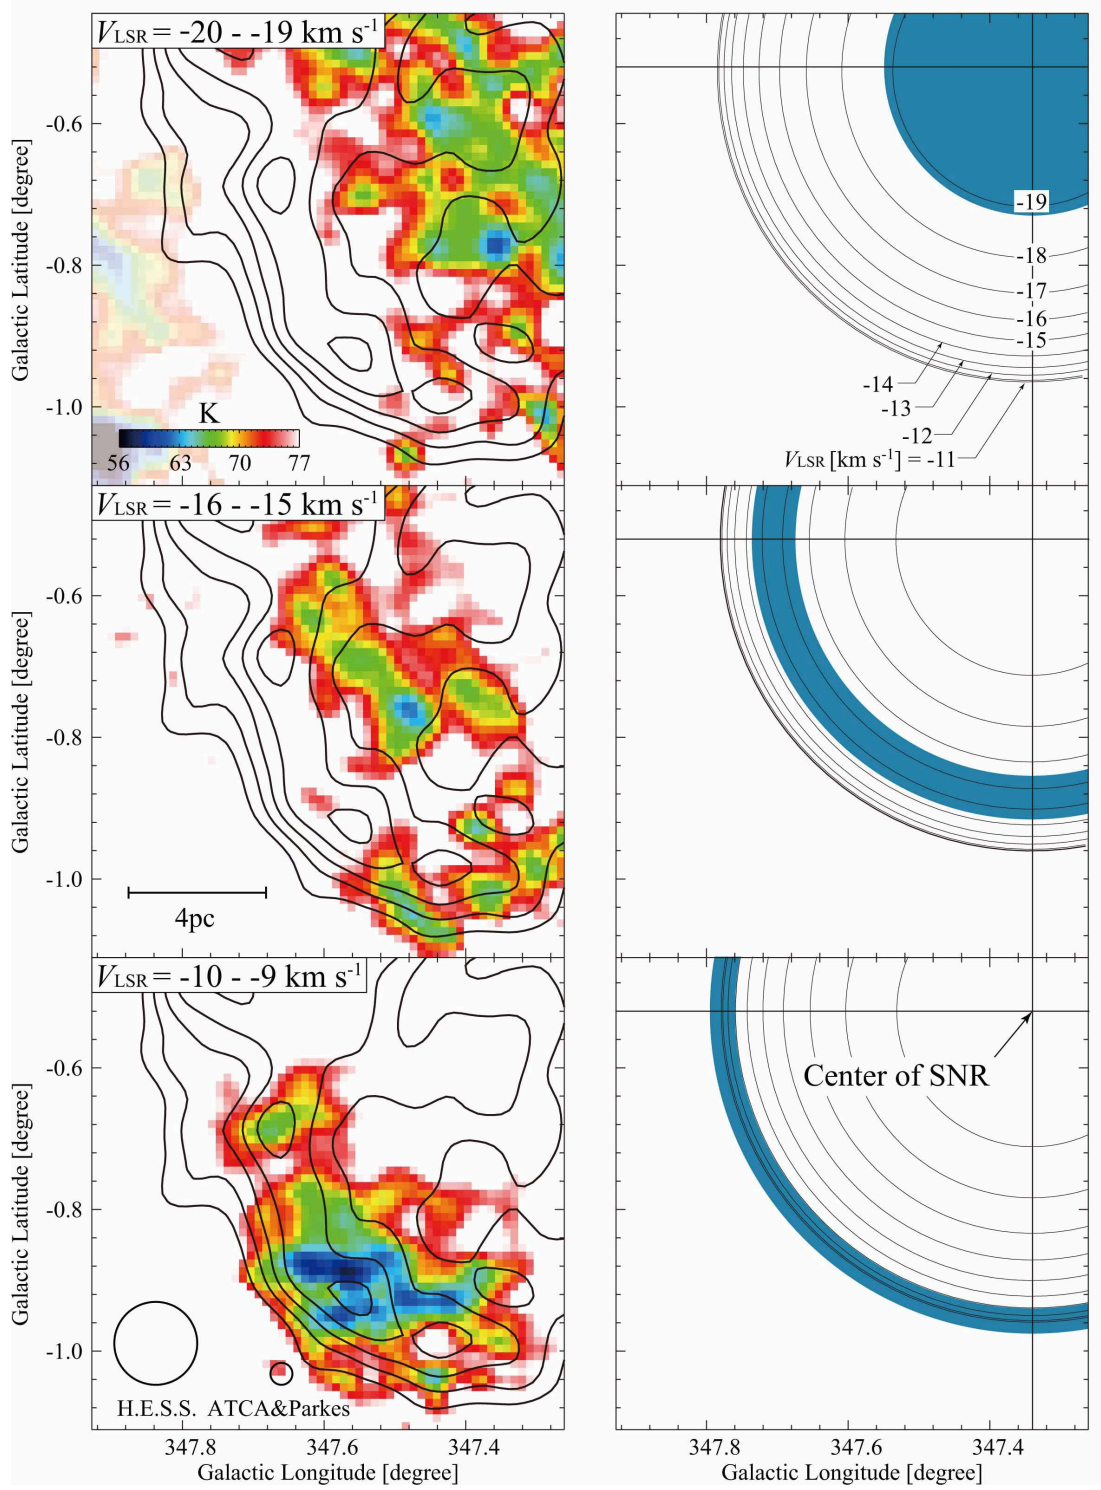 V_LSR = -20 - -19 km s⁻¹
Galactic Latitude [degree]
-0.6
-0.8
-1.0
K
56 63 70 77
-19
-18
-17
-16
-15
-14
-13
-12
V_LSR [km s⁻¹] = -11
V_LSR = -16 - -15 km s⁻¹
Galactic Latitude [degree]
-0.6
-0.8
-1.0
4pc
V_LSR = -10 - -9 km s⁻¹
Galactic Latitude [degree]
-0.6
-0.8
-1.0
H.E.S.S. ATCA&Parkes
Center of SNR
347.8 347.6 347.4
Galactic Longitude [degree]
347.8 347.6 347.4
Galactic Longitude [degree]